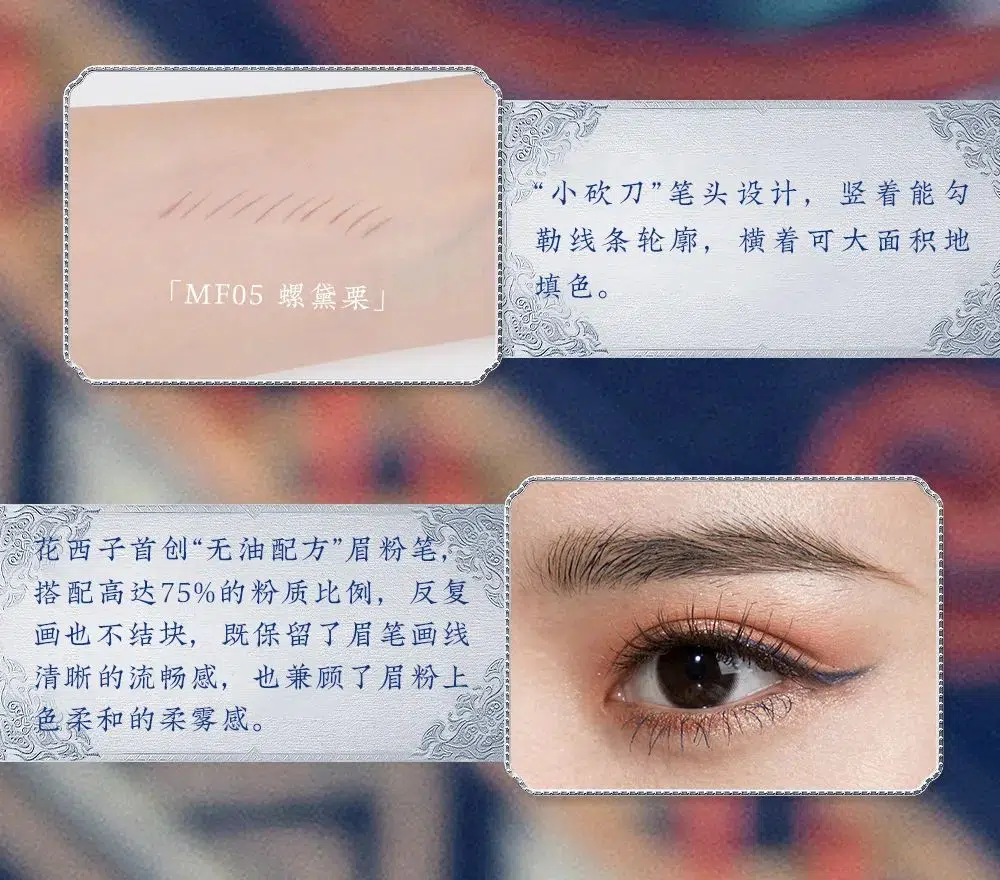 “小砍刀”笔头设计，竖着能勾
勒线条轮廓，横着可大面积地
填色。
「MF05 螺黛栗」
花西子首创“无油配方”眉粉笔，
搭配高达75%的粉质比例，反复
画也不结块，既保留了眉笔画线
清晰的流畅感，也兼顾了眉粉上
色柔和的柔雾感。